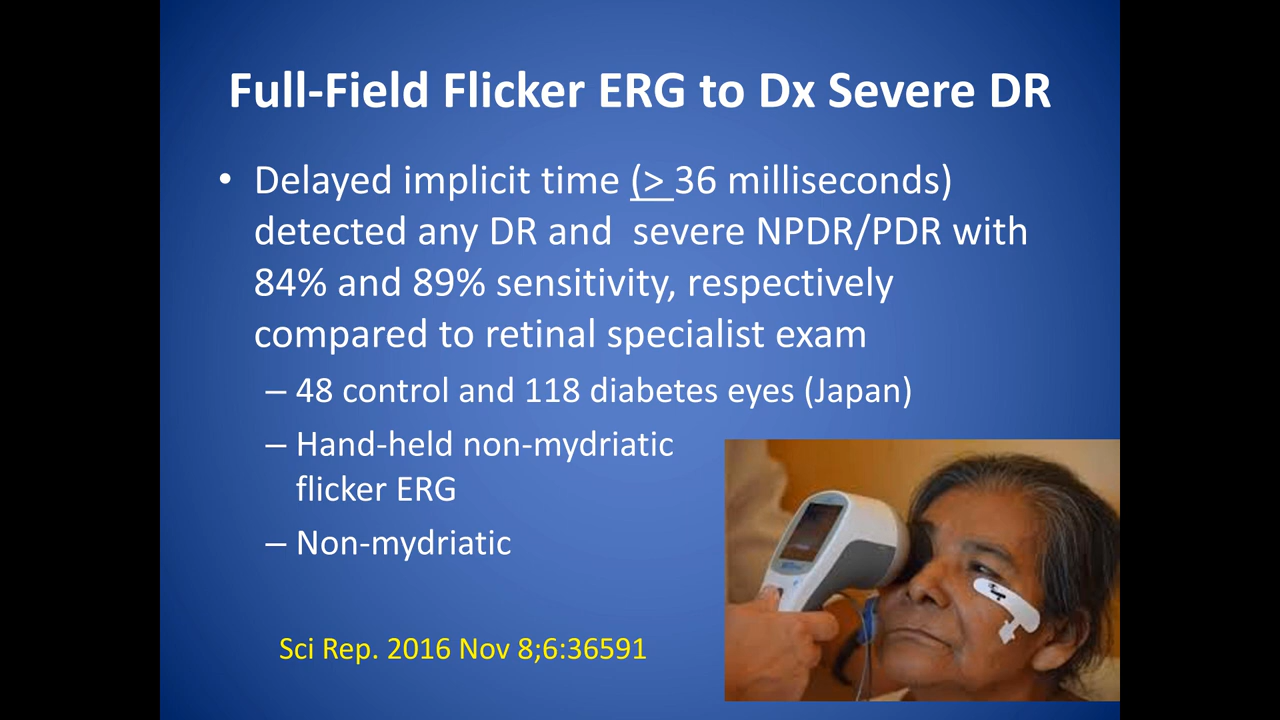 Full-Field Flicker ERG to Dx Severe DR
• Delayed implicit time (> 36 milliseconds)
detected any DR and  severe NPDR/PDR with
84% and 89% sensitivity, respectively
compared to retinal specialist exam
– 48 control and 118 diabetes eyes (Japan)
– Hand-held non-mydriatic
flicker ERG
– Non-mydriatic
Sci Rep. 2016 Nov 8;6:36591